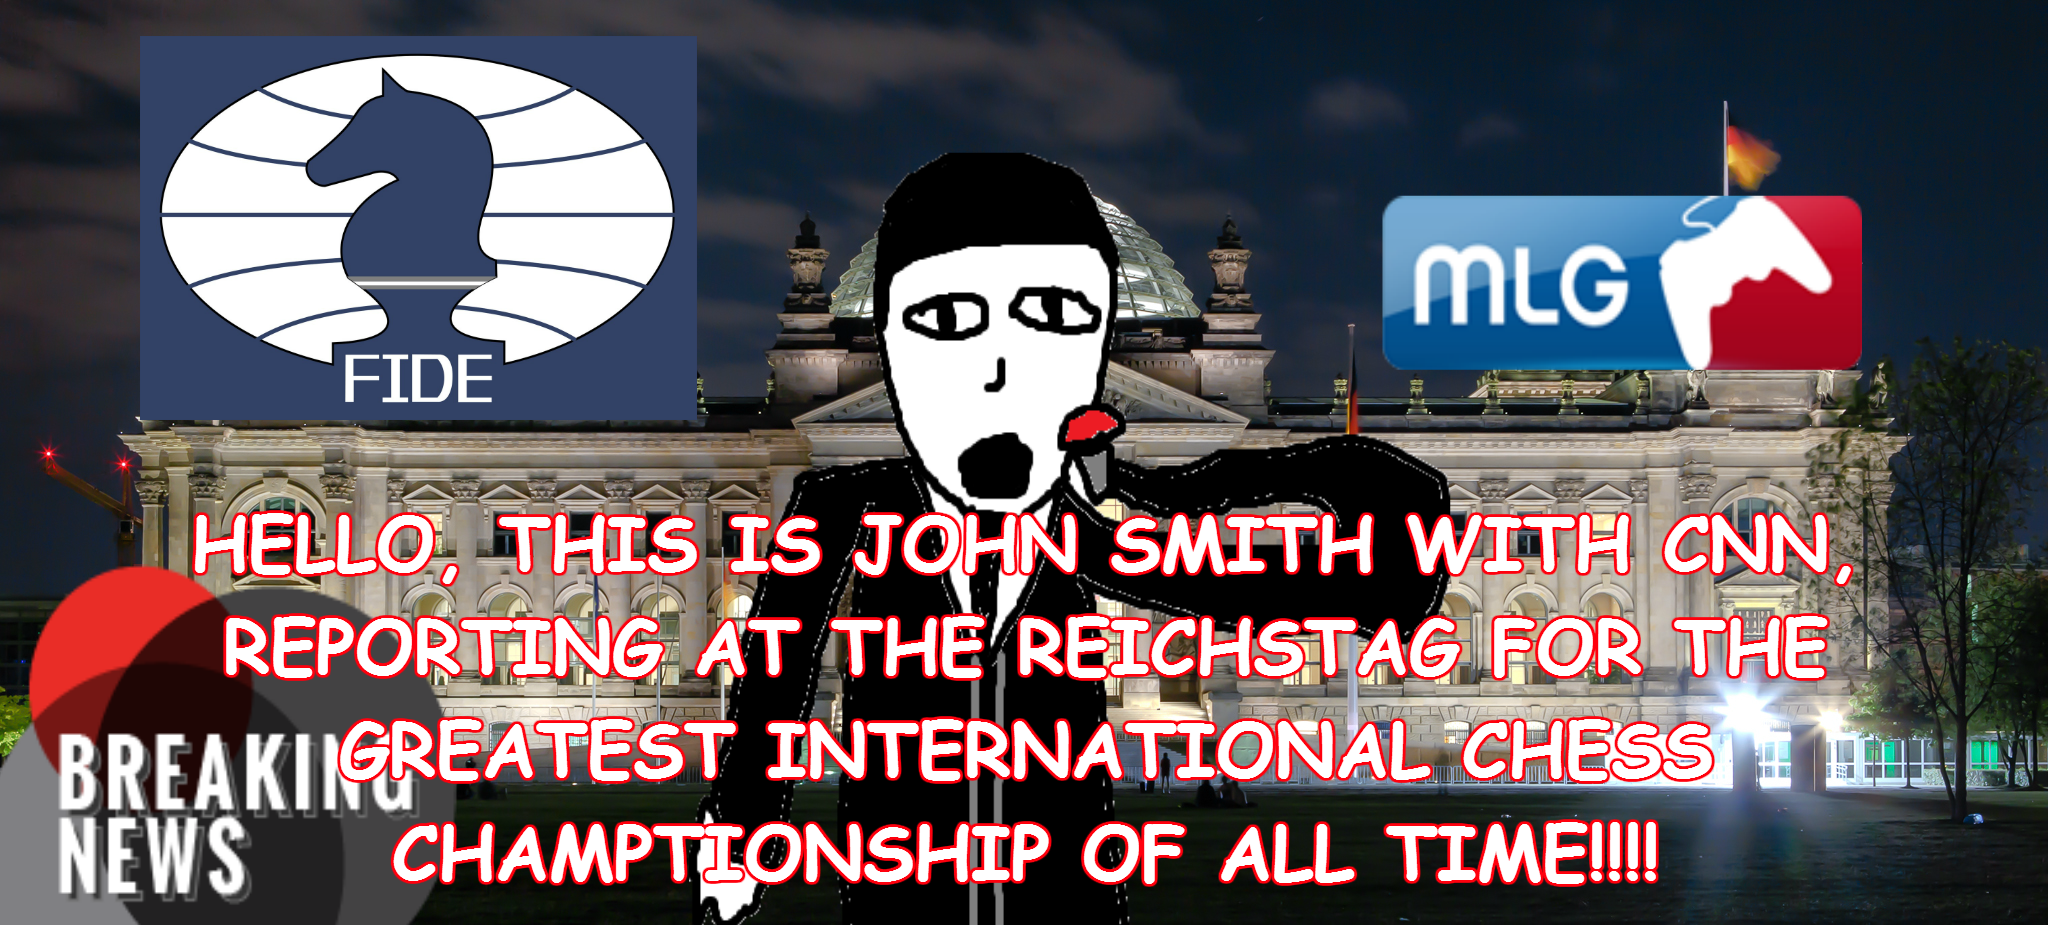 FIDE
MLG
HELLO, THIS IS JOHN SMITH WITH CNN,
REPORTING AT THE REICHSTAG FOR THE
GREATEST INTERNATIONAL CHESS
CHAMPTIONSHIP OF ALL TIME!!!!
BREAKING
NEWS